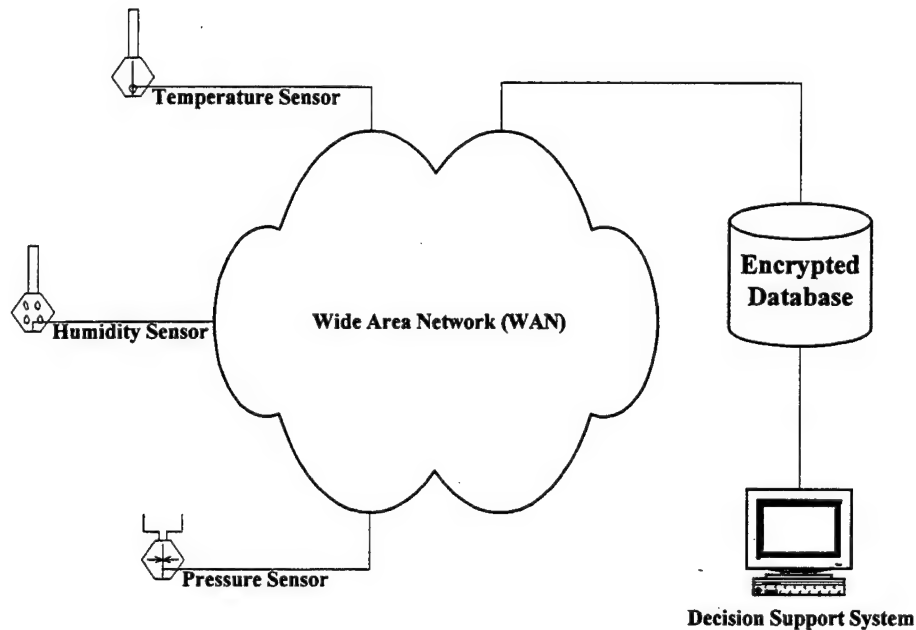 Temperature Sensor
Encrypted
Database
Humidity Sensor
Wide Area Network (WAN)
Pressure Sensor
Decision Support System